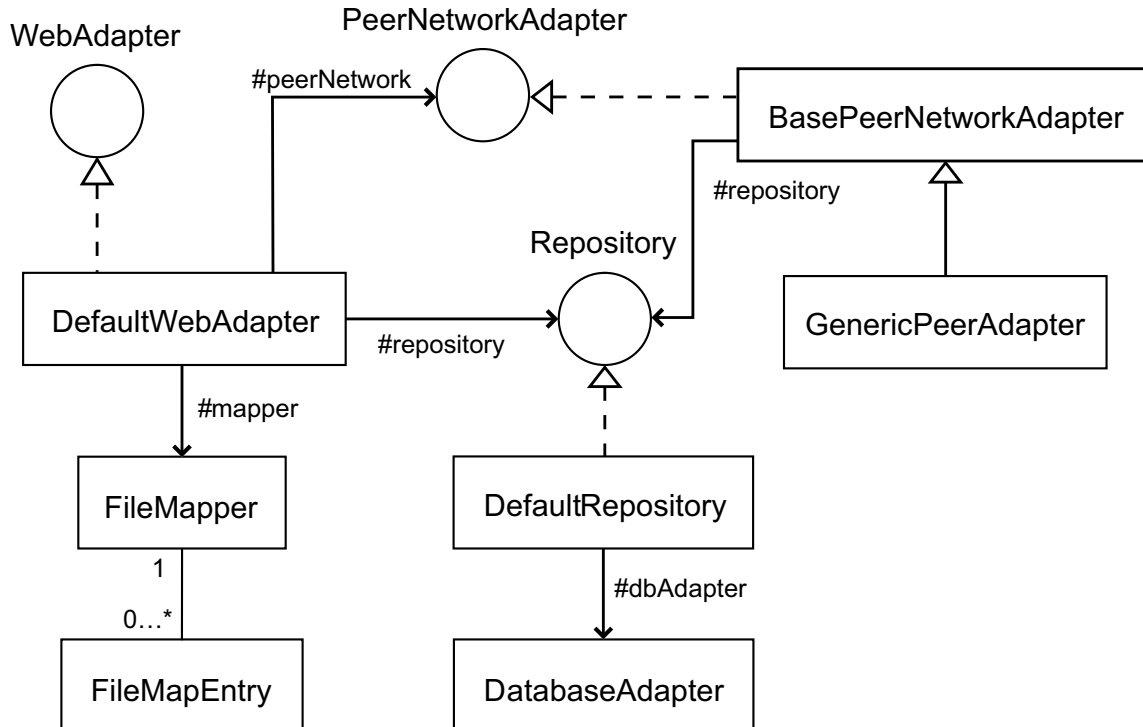 WebAdapter
PeerNetworkAdapter
#peerNetwork
BasePeerNetworkAdapter
#repository
Repository
DefaultWebAdapter
#repository
GenericPeerAdapter
#mapper
FileMapper
DefaultRepository
1
0...*
#dbAdapter
FileMapEntry
DatabaseAdapter